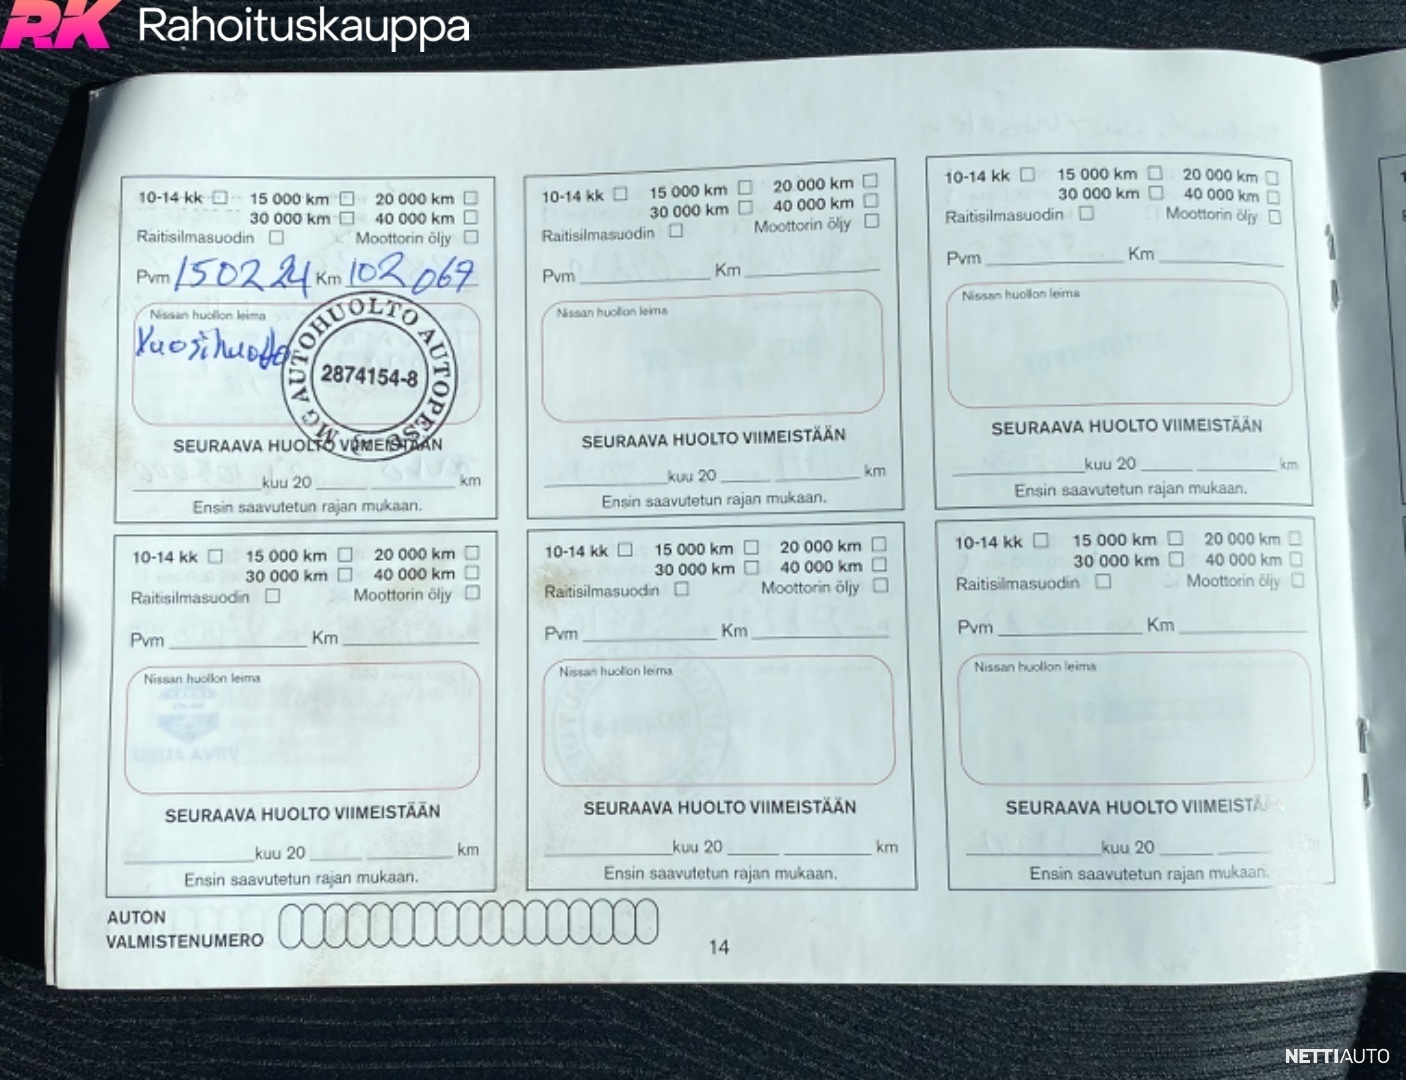 RK Rahoituskauppa
10-14 kk 15 000 km 20 000 km
30 000 km 40 000 km
Raitisilmasuodin Moottorin öljy
Pvm 150224 Km 102 069
Nissan huollon leima
Vuosihuolto
MG AUTOHUOLTO AUTOPESU
2874154-8
SEURAAVA HUOLTO VIIMEISTÄÄN
kuu 20 km
Ensin saavutetun rajan mukaan.
10-14 kk 15 000 km 20 000 km
30 000 km 40 000 km
Raitisilmasuodin Moottorin öljy
Pvm Km
Nissan huollon leima
SEURAAVA HUOLTO VIIMEISTÄÄN
kuu 20 km
Ensin saavutetun rajan mukaan.
10-14 kk 15 000 km 20 000 km
30 000 km 40 000 km
Raitisilmasuodin Moottorin öljy
Pvm Km
Nissan huollon leima
SEURAAVA HUOLTO VIIMEISTÄÄN
kuu 20 km
Ensin saavutetun rajan mukaan.
10-14 kk 15 000 km 20 000 km
30 000 km 40 000 km
Raitisilmasuodin Moottorin öljy
Pvm Km
Nissan huollon leima
SEURAAVA HUOLTO VIIMEISTÄÄN
kuu 20 km
Ensin saavutetun rajan mukaan.
10-14 kk 15 000 km 20 000 km
30 000 km 40 000 km
Raitisilmasuodin Moottorin öljy
Pvm Km
Nissan huollon leima
SEURAAVA HUOLTO VIIMEISTÄÄN
kuu 20 km
Ensin saavutetun rajan mukaan.
10-14 kk 15 000 km 20 000 km
30 000 km 40 000 km
Raitisilmasuodin Moottorin öljy
Pvm Km
Nissan huollon leima
SEURAAVA HUOLTO VIIMEISTÄÄ
kuu 20
Ensin saavutetun rajan mukaan.
AUTON
VALMISTENUMERO
14
NETTIAUTO